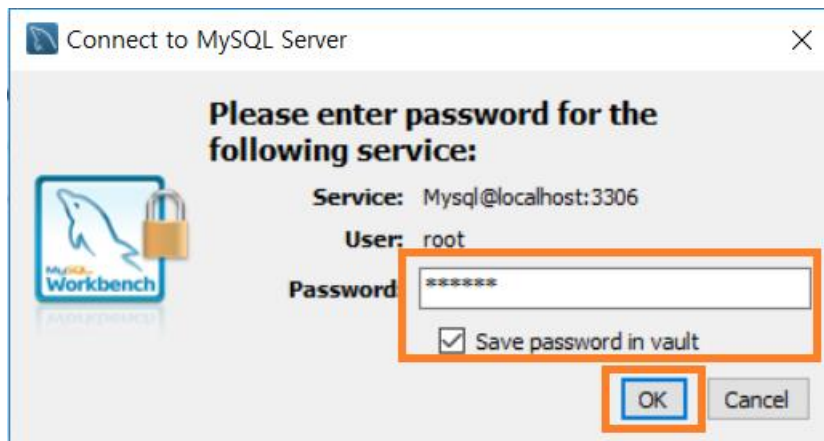 Connect to MySQL Server
Please enter password for the
following service:
Service: Mysql@localhost:3306
User: root
Password: ******
Save password in vault
MySQL
Workbench
OK Cancel